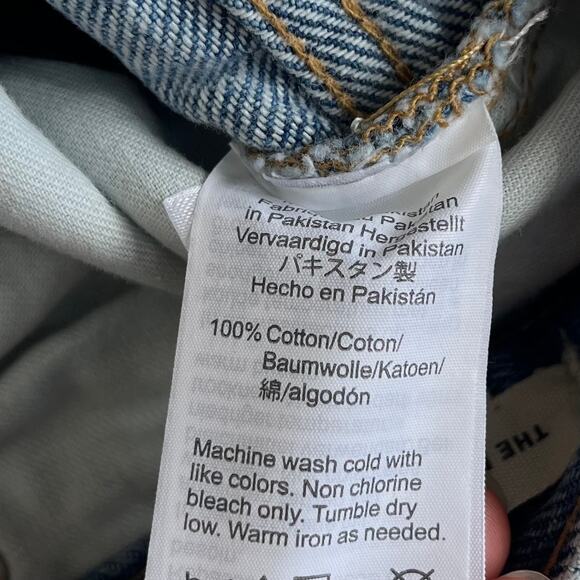 in Pakistan Hergestellt
Vervaardigd in Pakistan
パキスタン製
Hecho en Pakistán
100% Cotton/Coton/
Baumwolle/Katoen/
綿/algodón
Machine wash cold with
like colors. Non chlorine
bleach only. Tumble dry
low. Warm iron as needed.
THE